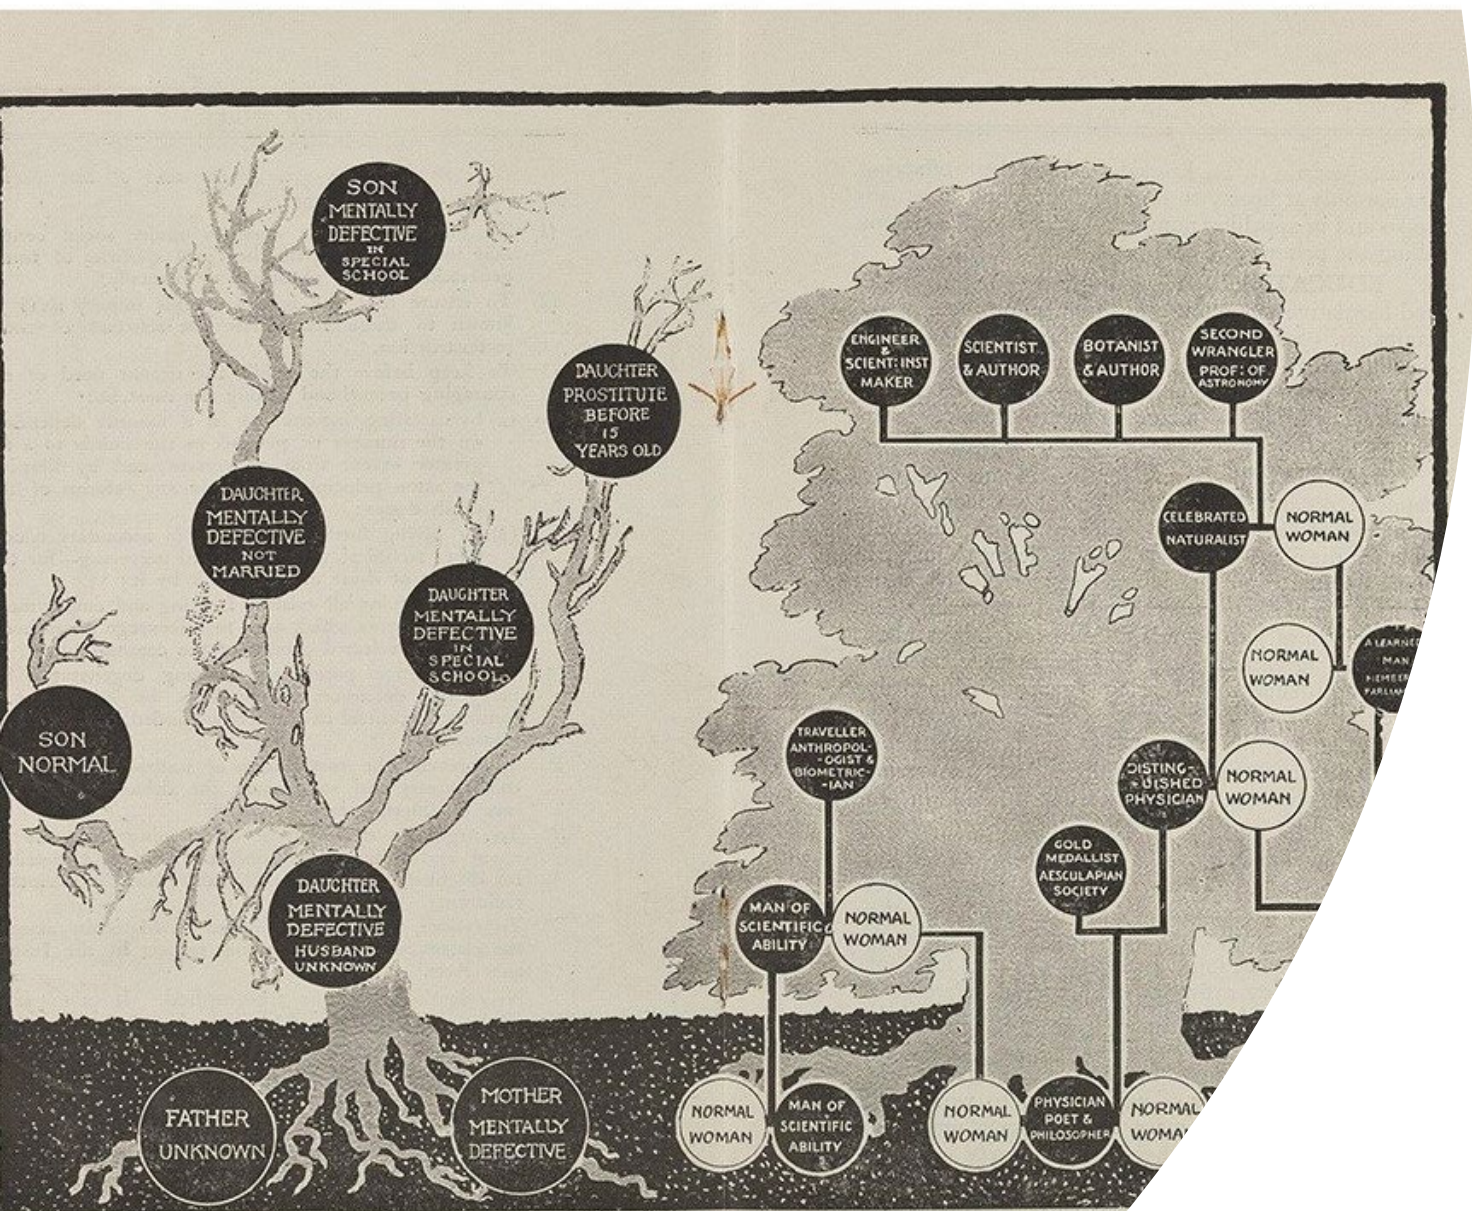 SON
MENTALLY
DEFECTIVE
IN
SPECIAL
SCHOOL
DAUGHTER
PROSTITUTE
BEFORE
15
YEARS OLD
DAUGHTER
MENTALLY
DEFECTIVE
NOT
MARRIED
DAUGHTER
MENTALLY
DEFECTIVE
IN
SPECIAL
SCHOOL
SON
NORMAL
DAUGHTER
MENTALLY
DEFECTIVE
HUSBAND
UNKNOWN
FATHER
UNKNOWN
MOTHER
MENTALLY
DEFECTIVE
ENGINEER
&
SCIENT: INST
MAKER
SCIENTIST
& AUTHOR
BOTANIST
& AUTHOR
SECOND
WRANGLER
PROF: OF
ASTRONOMY
CELEBRATED
NATURALIST
NORMAL
WOMAN
NORMAL
WOMAN
A LEARNED
MAN
TRAVELLER
ANTHROPOL-
-OGIST &
BIOMETRIC-
-IAN
DISTING-
-UISHED
PHYSICIAN
NORMAL
WOMAN
GOLD
MEDALLIST
AESCULAPIAN
SOCIETY
MAN OF
SCIENTIFIC
ABILITY
NORMAL
WOMAN
NORMAL
WOMAN
MAN OF
SCIENTIFIC
ABILITY
NORMAL
WOMAN
PHYSICIAN
POET &
PHILOSOPHER
NORMAL
WOMA